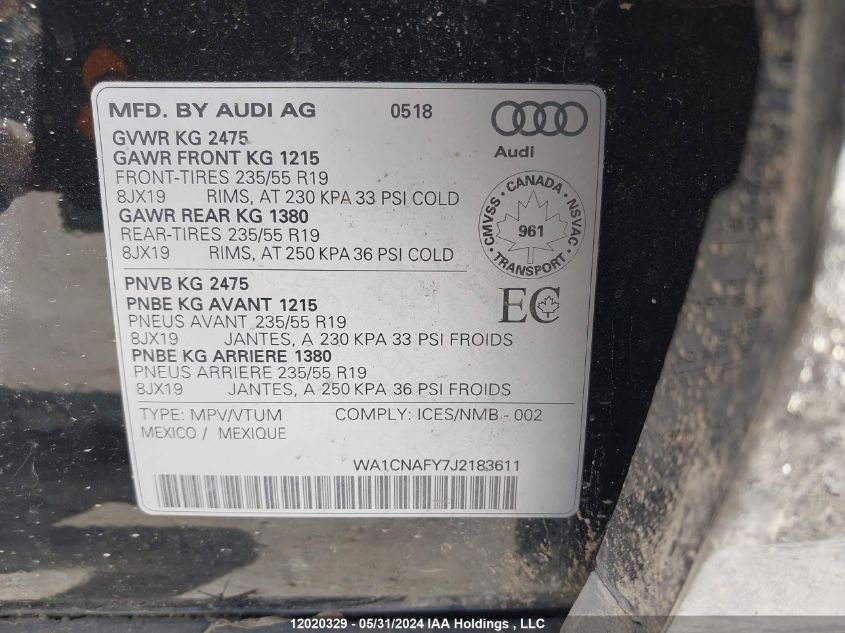 MFD. BY AUDI AG 0518
Audi
GVWR KG 2475
GAWR FRONT KG 1215
FRONT-TIRES 235/55 R19
8JX19 RIMS, AT 230 KPA 33 PSI COLD
GAWR REAR KG 1380
REAR-TIRES 235/55 R19
8JX19 RIMS, AT 250 KPA 36 PSI COLD
CMVSS · CANADA · NSVAC
961
· TRANSPORT ·
PNVB KG 2475
PNBE KG AVANT 1215
PNEUS AVANT 235/55 R19
8JX19 JANTES, A 230 KPA 33 PSI FROIDS
PNBE KG ARRIERE 1380
PNEUS ARRIERE 235/55 R19
8JX19 JANTES, A 250 KPA 36 PSI FROIDS
EC
TYPE: MPV/VTUM COMPLY: ICES/NMB - 002
MEXICO / MEXIQUE
WA1CNAFY7J2183611
12020329 - 05/31/2024 IAA Holdings , LLC